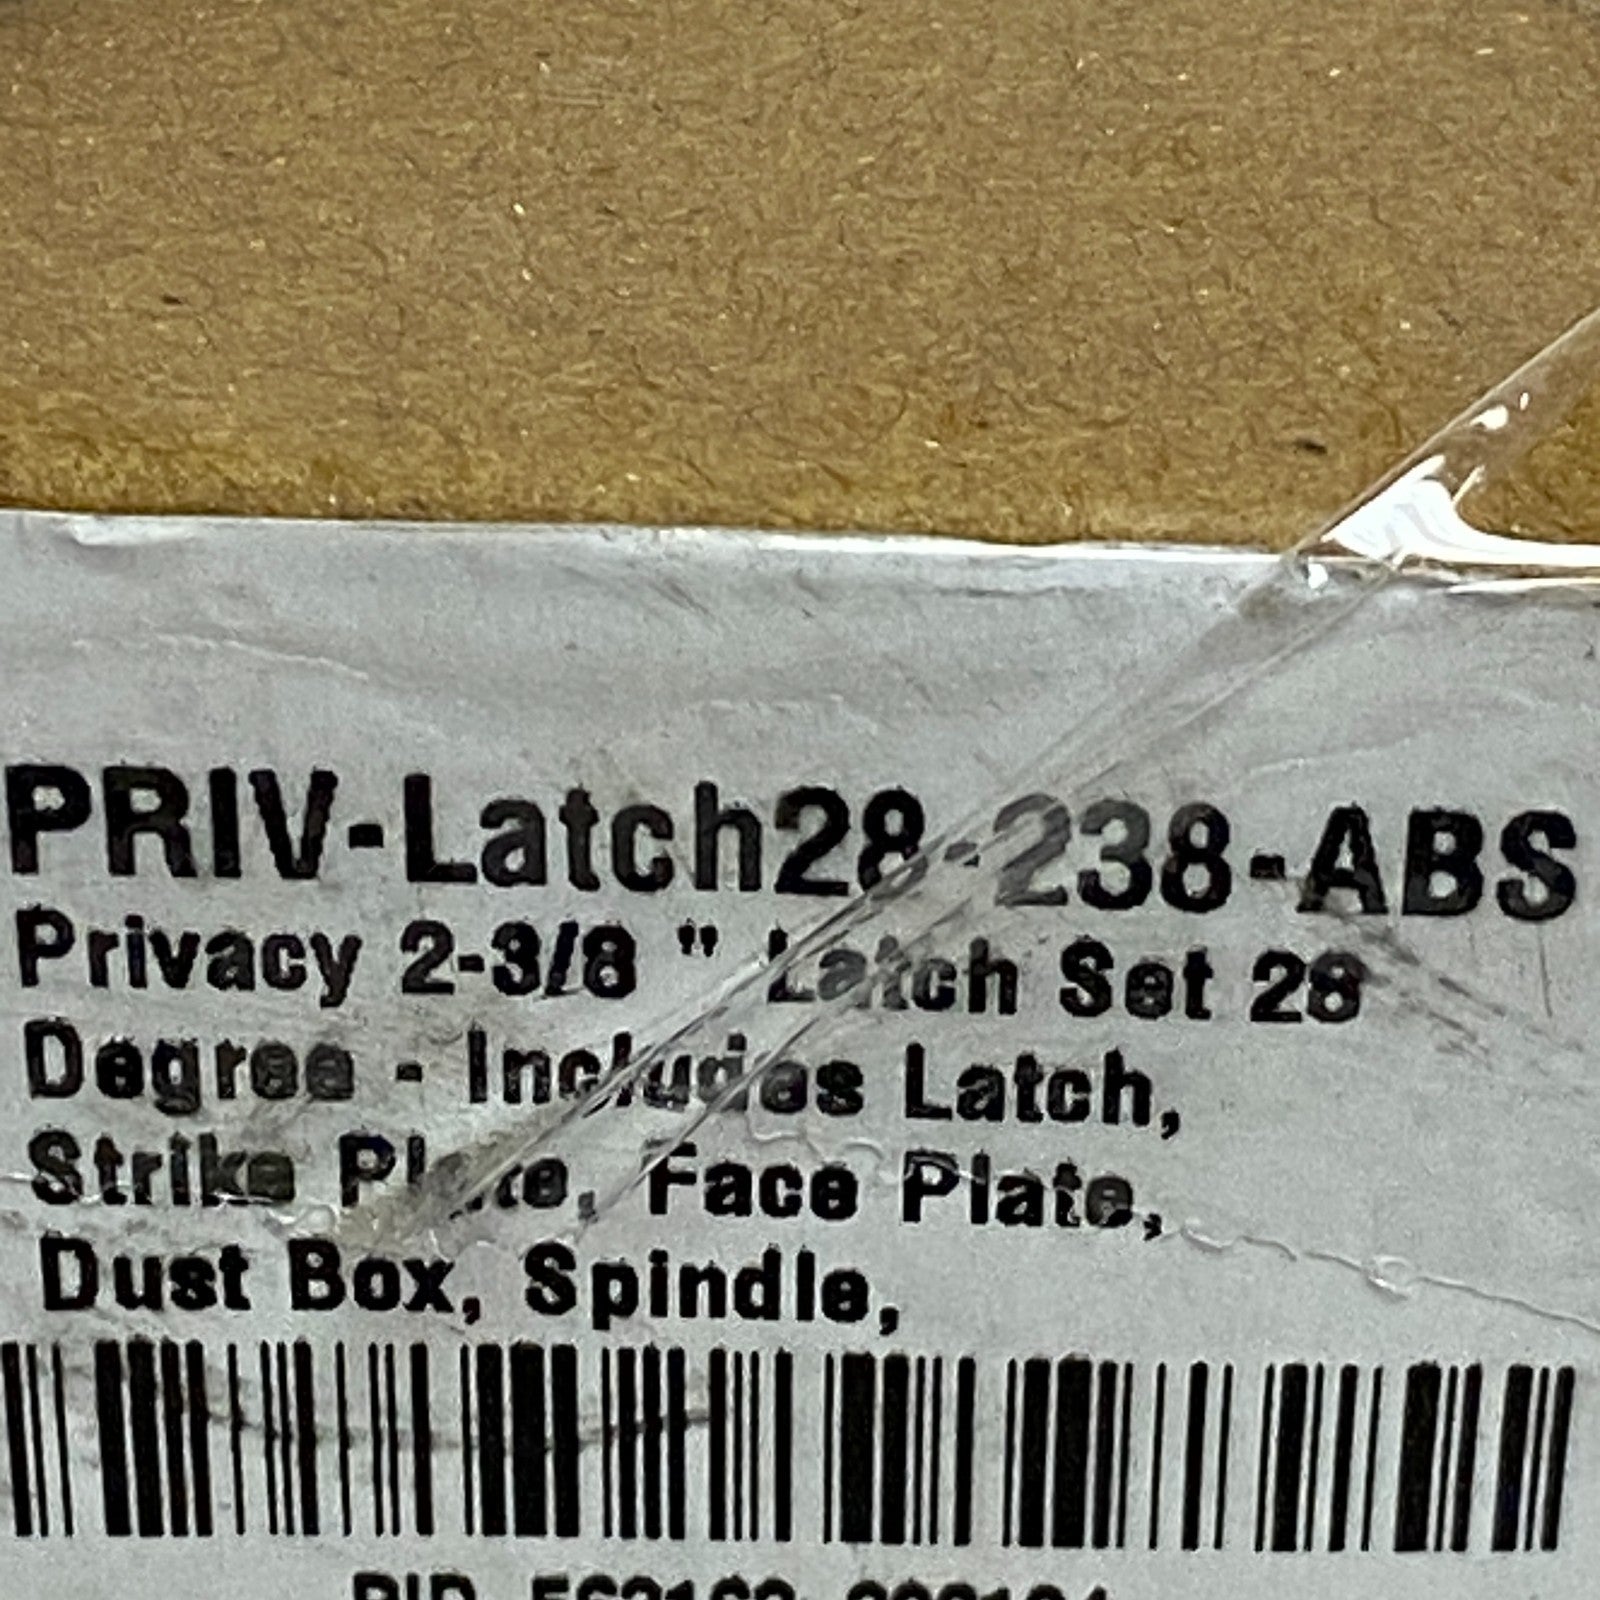 PRIV-Latch28-238-ABS
Privacy 2-3/8 " Latch Set 28
Degree - Includes Latch,
Strike Plate, Face Plate,
Dust Box, Spindle,